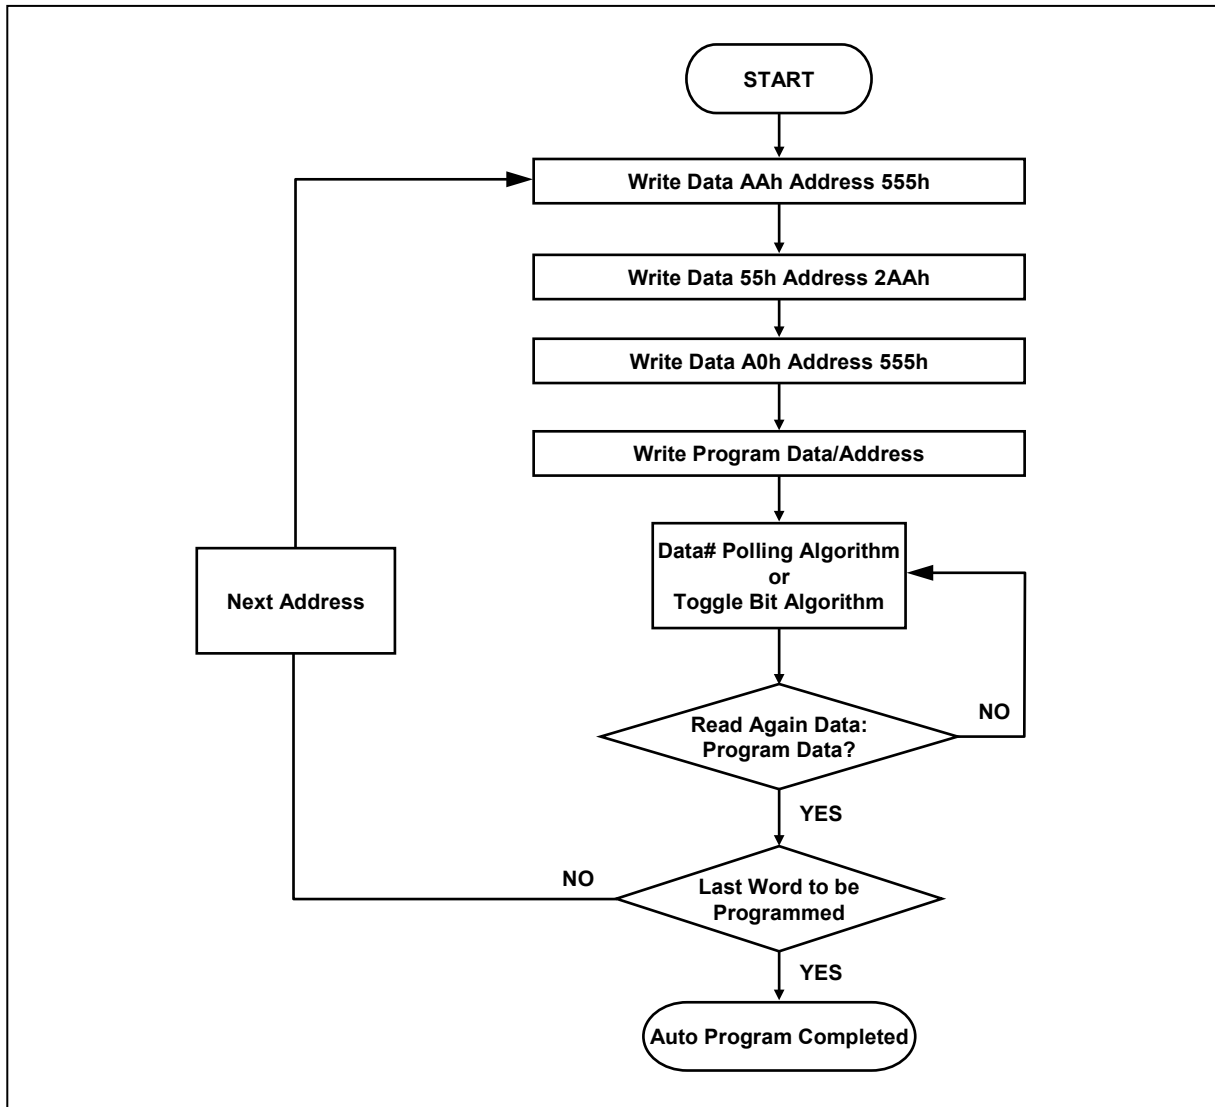 START
Write Data AAh Address 555h
Write Data 55h Address 2AAh
Write Data A0h Address 555h
Write Program Data/Address
Data# Polling Algorithm
or
Toggle Bit Algorithm
Next Address
Read Again Data:
Program Data?
NO
YES
Last Word to be
Programmed
NO
YES
Auto Program Completed